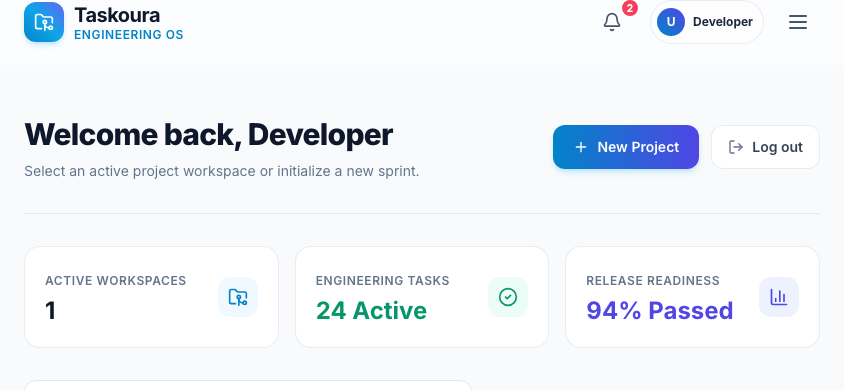 Taskoura
ENGINEERING OS
2
U
Developer
Welcome back, Developer
Select an active project workspace or initialize a new sprint.
New Project
Log out
ACTIVE WORKSPACES
1
ENGINEERING TASKS
24 Active
RELEASE READINESS
94% Passed